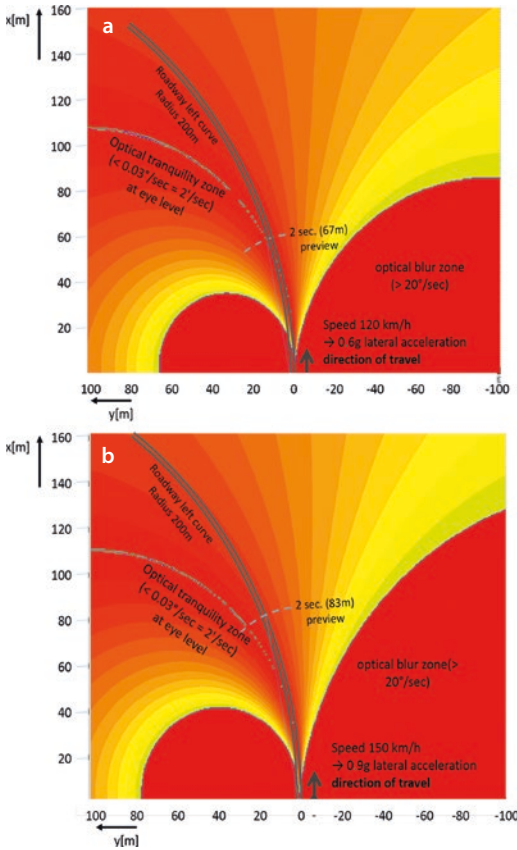 x[m]
160
140
120
100
80
60
40
20
a
Roadway left curve
Radius 200m
Optical tranquility zone
(< 0.03°/sec = 2'/sec)
at eye level
2 sec. (67m)
preview
optical blur zone
(> 20°/sec)
Speed 120 km/h
→ 0 6g lateral acceleration
direction of travel
100 80 60 40 20 0 -20 -40 -60 -80 -100
y[m]
x[m]
160
140
120
100
80
60
40
20
b
Roadway left curve
Radius 200m
Optical tranquility zone
(< 0.03°/sec = 2'/sec)
at eye level
2 sec. (83m)
preview
optical blur zone(>
20°/sec)
Speed 150 km/h
→ 0 9g lateral acceleration
direction of travel
100 80 60 40 20 0 -20 -40 -60 -80 -100
y[m]